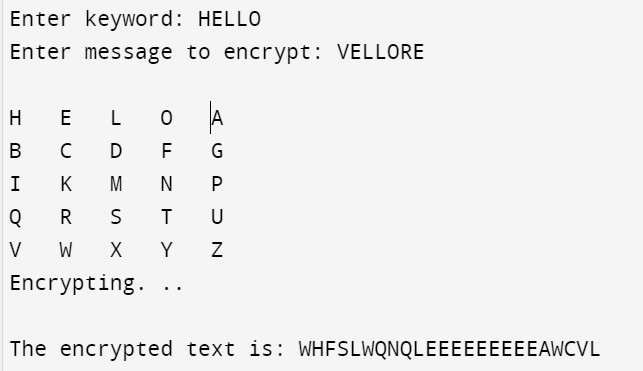 Enter keyword: HELLO
Enter message to encrypt: VELLORE
H E L O A
B C D F G
I K M N P
Q R S T U
V W X Y Z
Encrypting. ..
The encrypted text is: WHFSLWQNQLEEEEEEEEEAWCVL